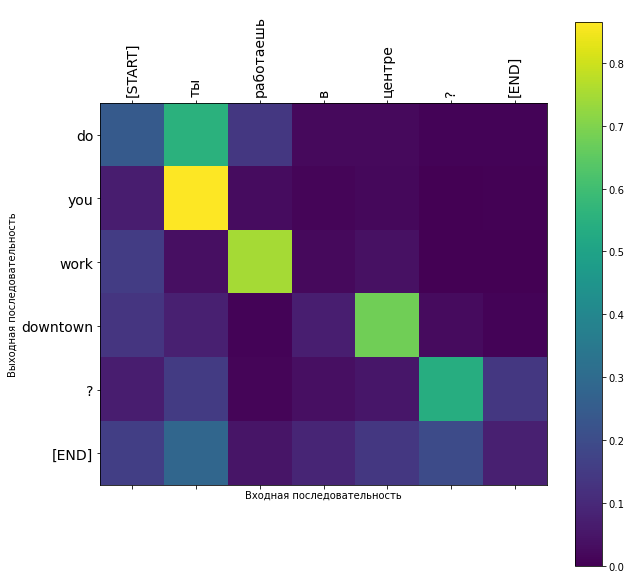 [START]
ты
работаешь
в
центре
?
[END]
do
you
work
downtown
?
[END]
Выходная последовательность
Входная последовательность
0.8
0.7
0.6
0.5
0.4
0.3
0.2
0.1
0.0